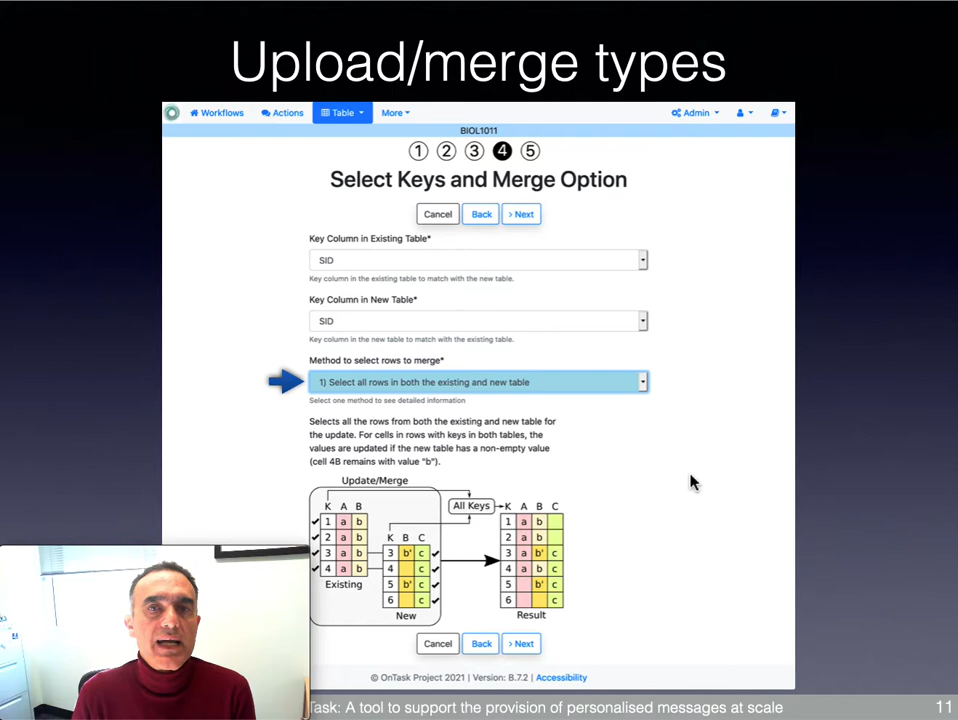 Upload/merge types
Workflows Actions Table More Admin
BIOL1011
1 2 3 4 5
Select Keys and Merge Option
Cancel Back > Next
Key Column in Existing Table*
SID
Key column in the existing table to match with the new table.
Key Column in New Table*
SID
Key column in the new table to match with the existing table.
Method to select rows to merge*
1) Select all rows in both the existing and new table
Select one method to see detailed information
Selects all the rows from both the existing and new table for
the update. For cells in rows with keys in both tables, the
values are updated if the new table has a non-empty value
(cell 4B remains with value "b").
Update/Merge
K A B
1 a b
2 a b
3 a b
4 a b
Existing
K B C
3 b' c
4 c
5 b' c
6 c
New
All Keys
K A B C
1 a b
2 a b
3 a b' c
4 a b c
5 b' c
6 c
Result
Cancel Back > Next
© OnTask Project 2021 | Version: B.7.2 | Accessibility
Task: A tool to support the provision of personalised messages at scale
11